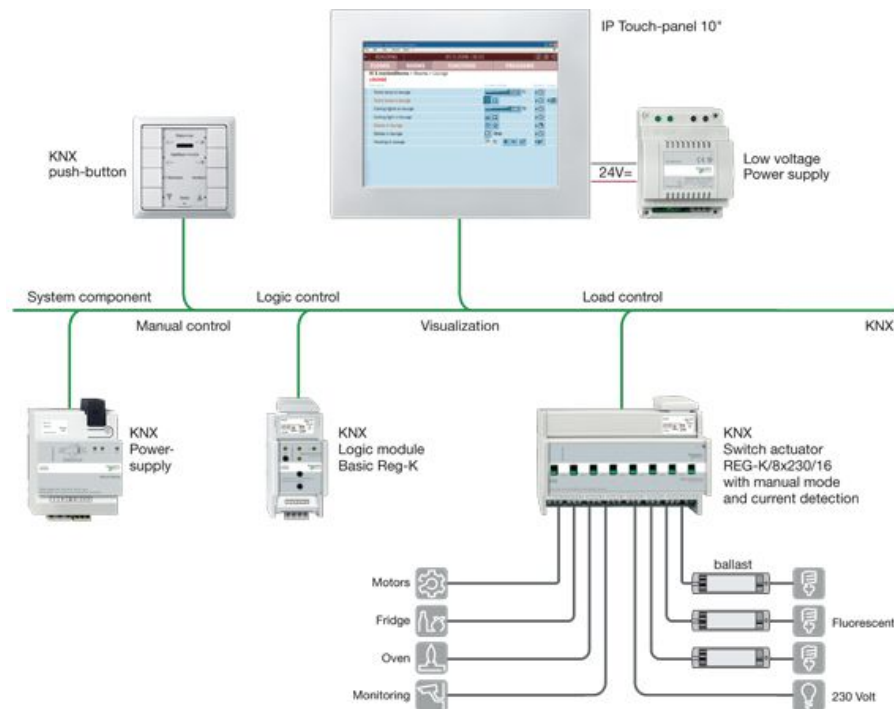 IP Touch-panel 10"
KNX
push-button
24V=
Low voltage
Power supply
System component
Logic control
Load control
Manual control
Visualization
KNX
KNX
Power-
supply
KNX
Logic module
Basic Reg-K
KNX
Switch actuator
REG-K/8x230/16
with manual mode
and current detection
Motors
ballast
Fridge
Fluorescent
Oven
Monitoring
230 Volt